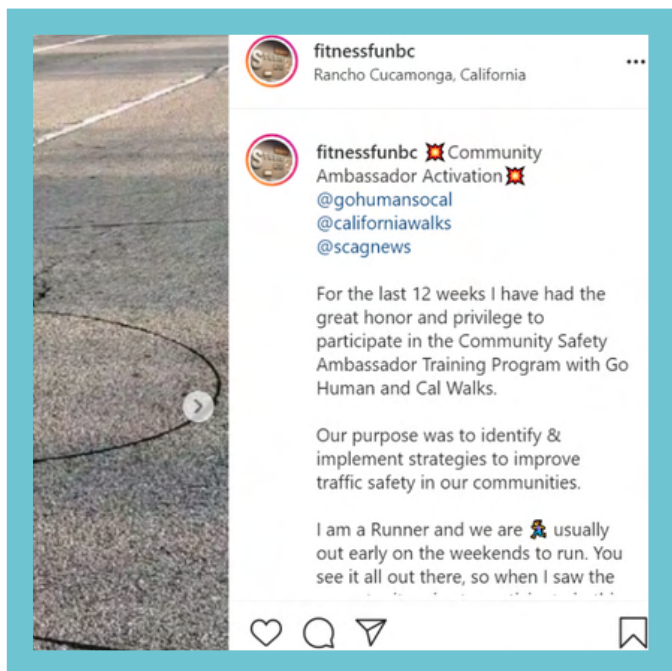 fitnessfunbc
Rancho Cucamonga, California
fitnessfunbc 💥Community
Ambassador Activation💥
@gohumansocal
@californiawalks
@scagnews
For the last 12 weeks I have had the
great honor and privilege to
participate in the Community Safety
Ambassador Training Program with Go
Human and Cal Walks.
Our purpose was to identify &
implement strategies to improve
traffic safety in our communities.
I am a Runner and we are 🏃‍♀️ usually
out early on the weekends to run. You
see it all out there, so when I saw the